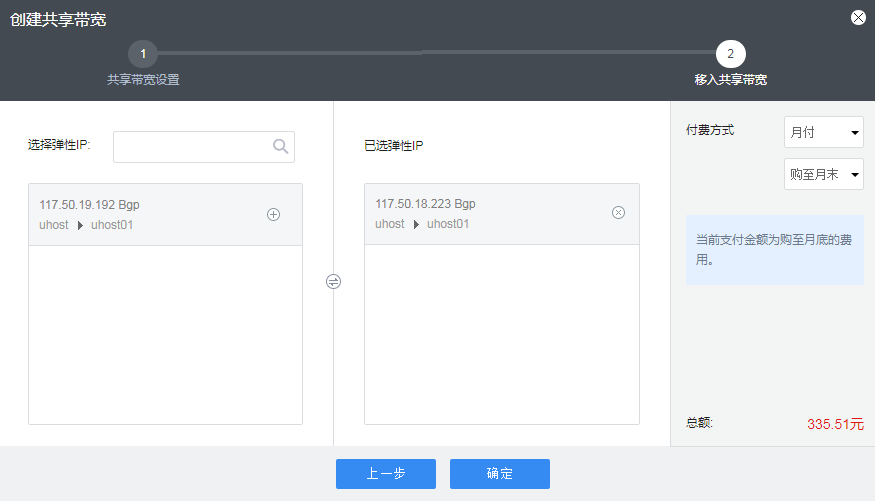 创建共享带宽
1
2
共享带宽设置
移入共享带宽
选择弹性IP:
117.50.19.192 Bgp
uhost uhost01
已选弹性IP
117.50.18.223 Bgp
uhost uhost01
付费方式
月付
购至月末
当前支付金额为购至月底的费
用。
总额:
335.51元
上一步
确定